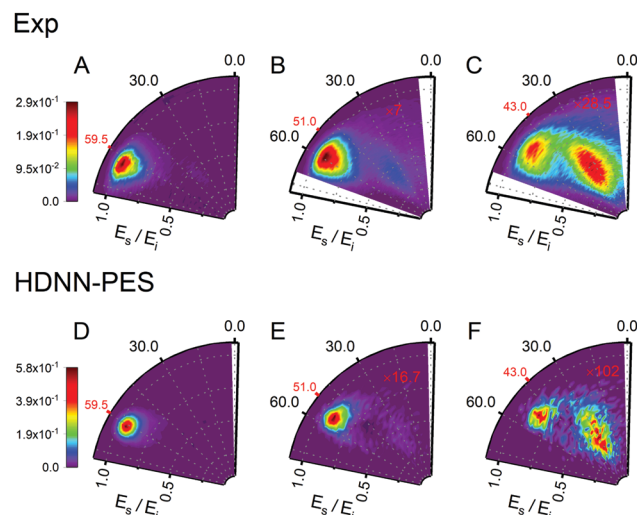 Exp
A
B
C
0.0
0.0
0.0
30.0
30.0
30.0
2.9x10⁻¹
1.9x10⁻¹
9.5x10⁻²
0.0
59.5
51.0
60.0
×7
43.0
60.0
×28.5
1.0
0.5
Eₛ / Eᵢ
1.0
0.5
Eₛ / Eᵢ
1.0
0.5
Eₛ / Eᵢ
HDNN-PES
D
E
F
0.0
0.0
0.0
30.0
30.0
30.0
5.8x10⁻¹
3.9x10⁻¹
1.9x10⁻¹
0.0
59.5
51.0
60.0
×16.7
43.0
60.0
×102
1.0
0.5
Eₛ / Eᵢ
1.0
0.5
Eₛ / Eᵢ
1.0
0.5
Eₛ / Eᵢ